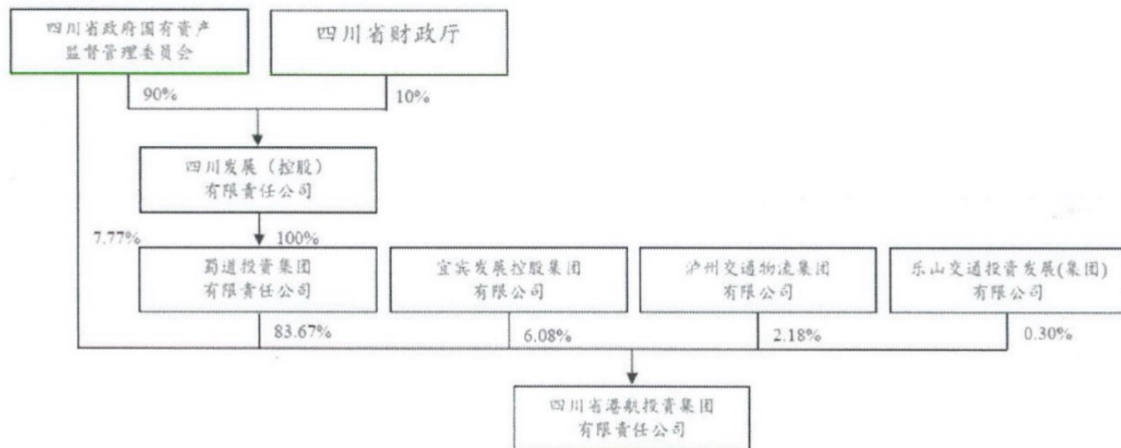 四川省政府国有资产
监督管理委员会
四川省财政厅
90%
10%
四川发展（控股）
有限责任公司
7.77%
100%
蜀道投资集团
有限责任公司
宜宾发展控股集团
有限公司
泸州交通物流集团
有限公司
乐山交通投资发展(集团)
有限公司
83.67%
6.08%
2.18%
0.30%
四川省港航投资集团
有限责任公司